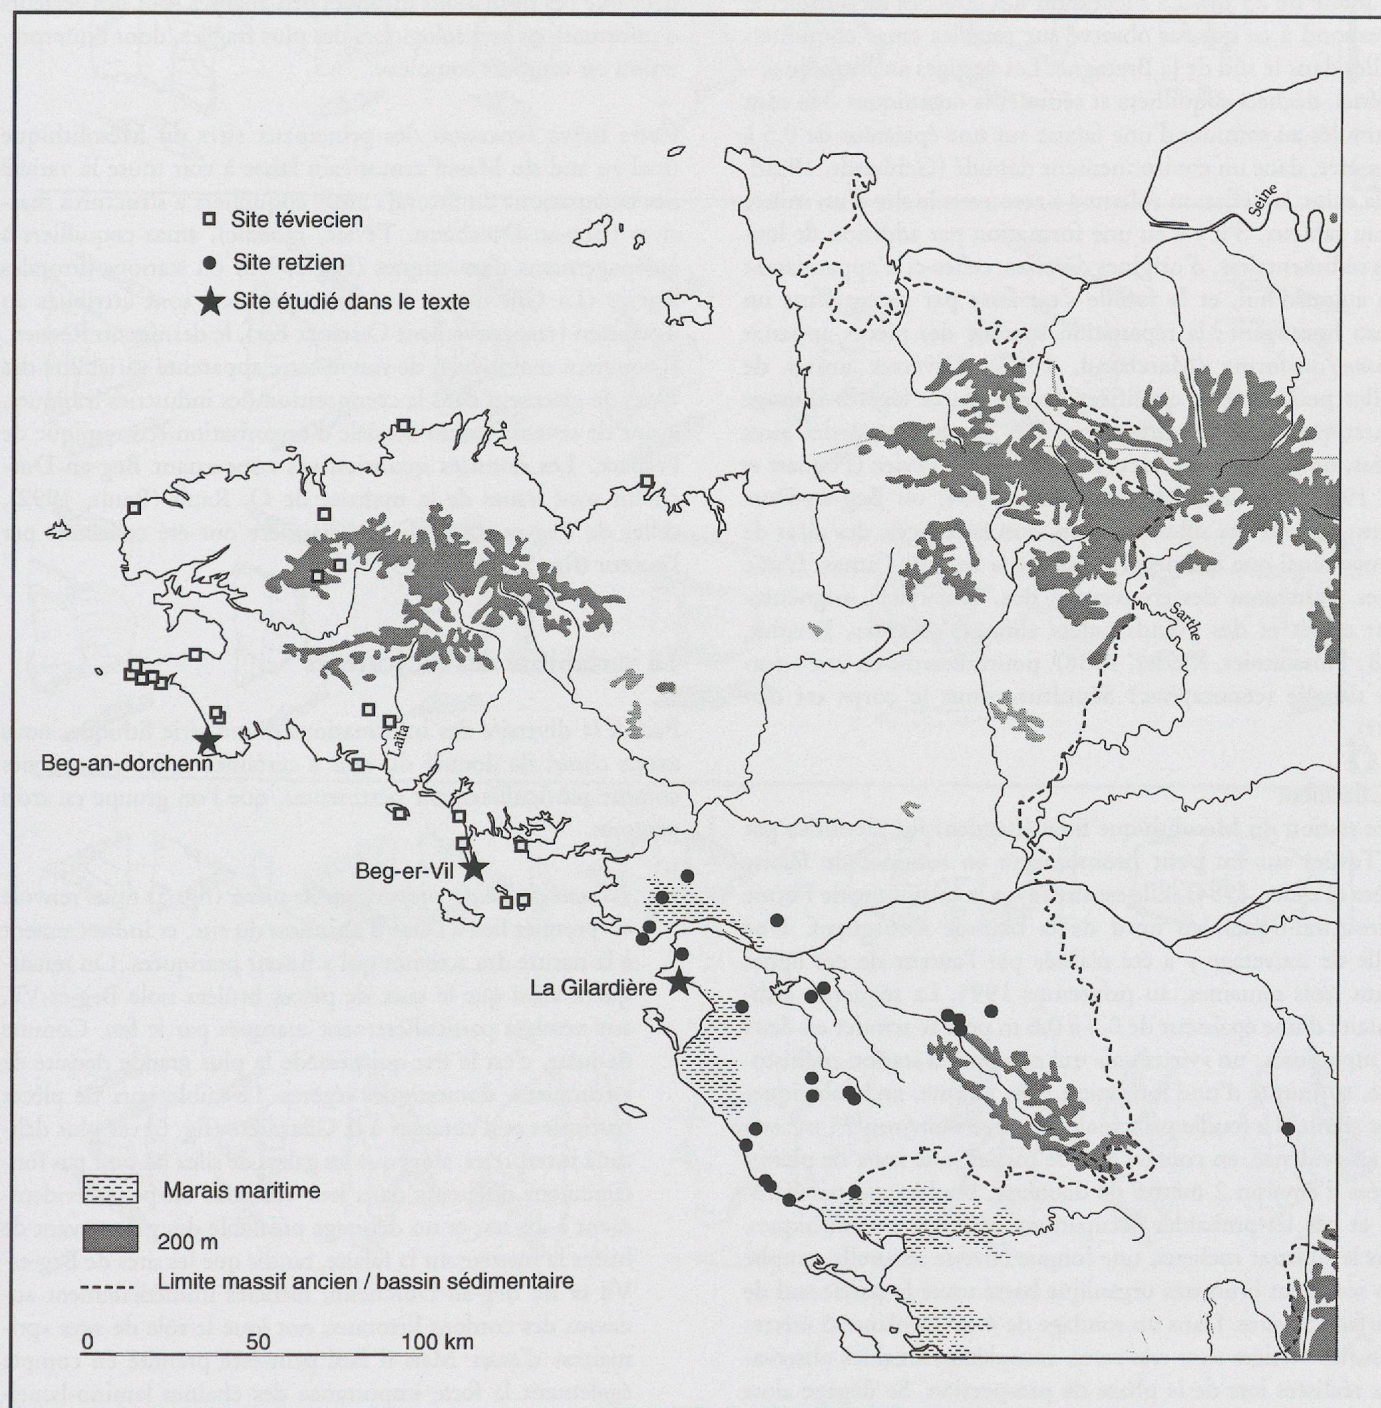 Site téviecien
Site retzien
Site étudié dans le texte
Seine
Sarthe
Laïta
Beg-an-dorchenn
Beg-er-Vil
La Gilardière
Marais maritime
200 m
Limite massif ancien / bassin sédimentaire
0 50 100 km